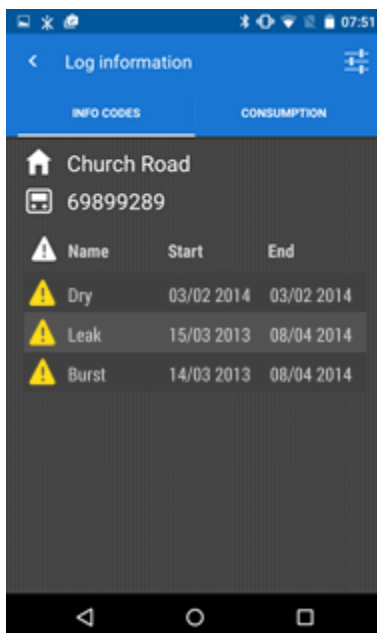 07:51
Log information
INFO CODES CONSUMPTION
Church Road
69899289
Name Start End
Dry 03/02 2014 03/02 2014
Leak 15/03 2013 08/04 2014
Burst 14/03 2013 08/04 2014